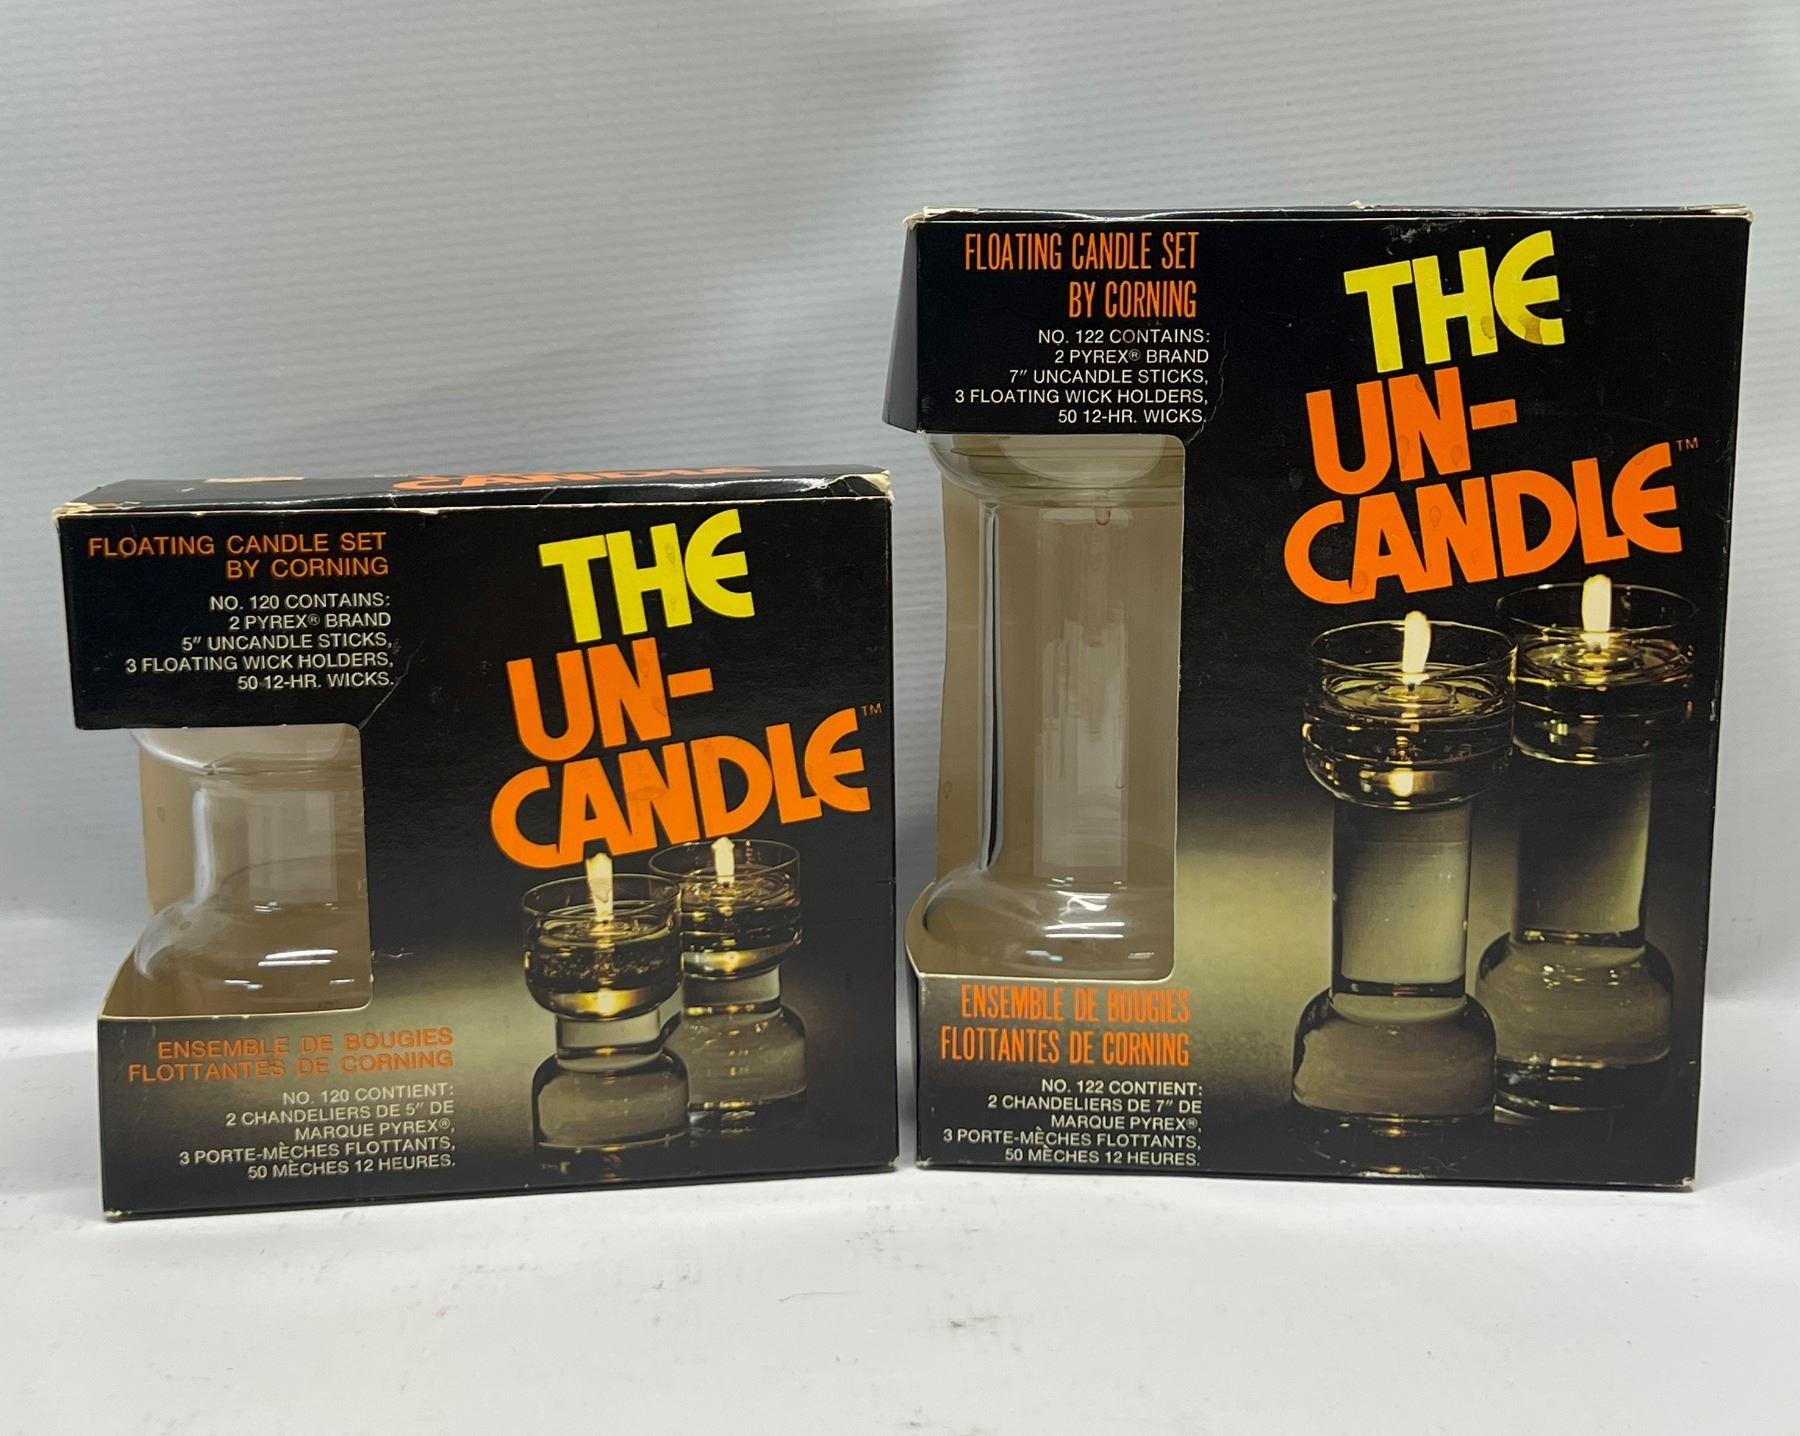 CANDLE
FLOATING CANDLE SET
BY CORNING
NO. 120 CONTAINS:
2 PYREX® BRAND
5" UNCANDLE STICKS,
3 FLOATING WICK HOLDERS,
50 12-HR. WICKS.
THE
UN-
CANDLE™
ENSEMBLE DE BOUGIES
FLOTTANTES DE CORNING
NO. 120 CONTIENT:
2 CHANDELIERS DE 5" DE
MARQUE PYREX®,
3 PORTE-MÈCHES FLOTTANTS,
50 MÈCHES 12 HEURES.
FLOATING CANDLE SET
BY CORNING
NO. 122 CONTAINS:
2 PYREX® BRAND
7" UNCANDLE STICKS,
3 FLOATING WICK HOLDERS,
50 12-HR. WICKS.
THE
UN-
CANDLE™
ENSEMBLE DE BOUGIES
FLOTTANTES DE CORNING
NO. 122 CONTIENT:
2 CHANDELIERS DE 7" DE
MARQUE PYREX®,
3 PORTE-MÈCHES FLOTTANTS,
50 MÈCHES 12 HEURES.